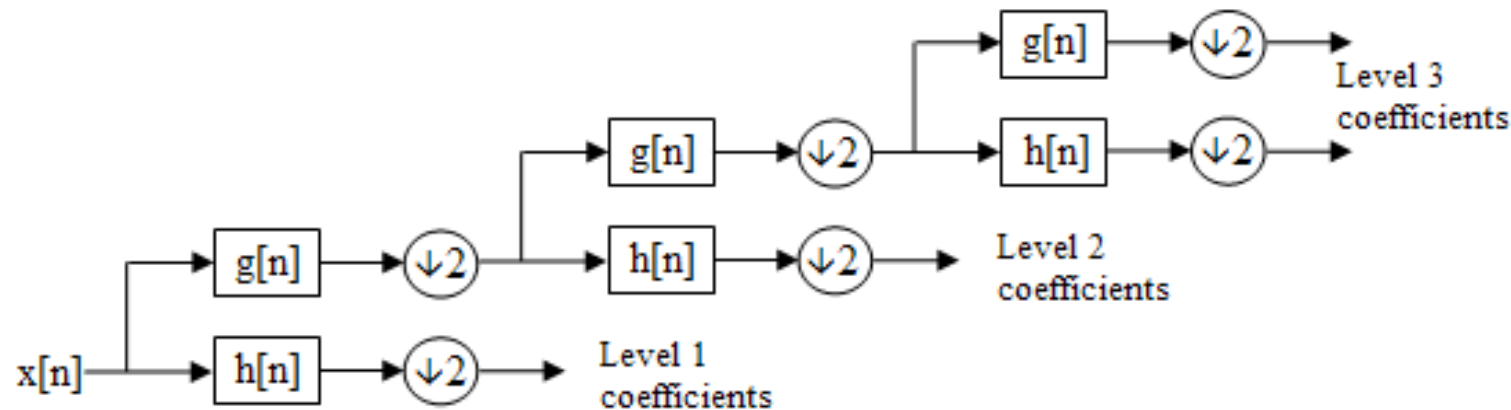 g[n] ↓2
Level 3
coefficients
g[n] ↓2 h[n] ↓2
g[n] ↓2 h[n] ↓2
Level 2
coefficients
x[n] h[n] ↓2
Level 1
coefficients